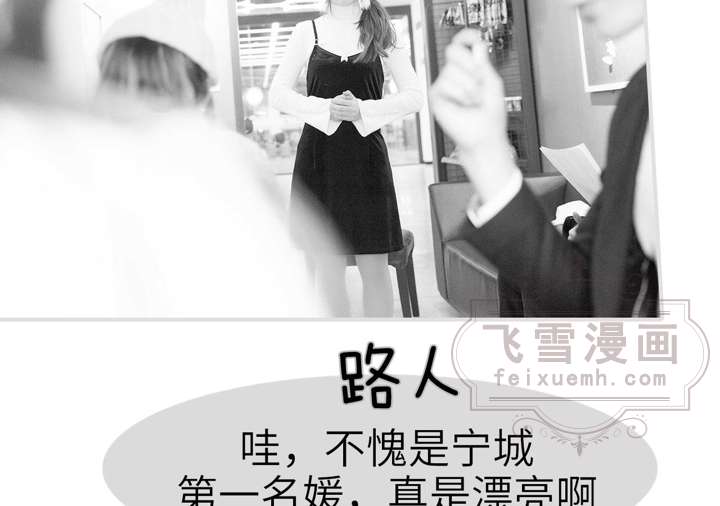 飞雪漫画
feixuemh.com
路人
哇，不愧是宁城
第一名媛，真是漂亮啊